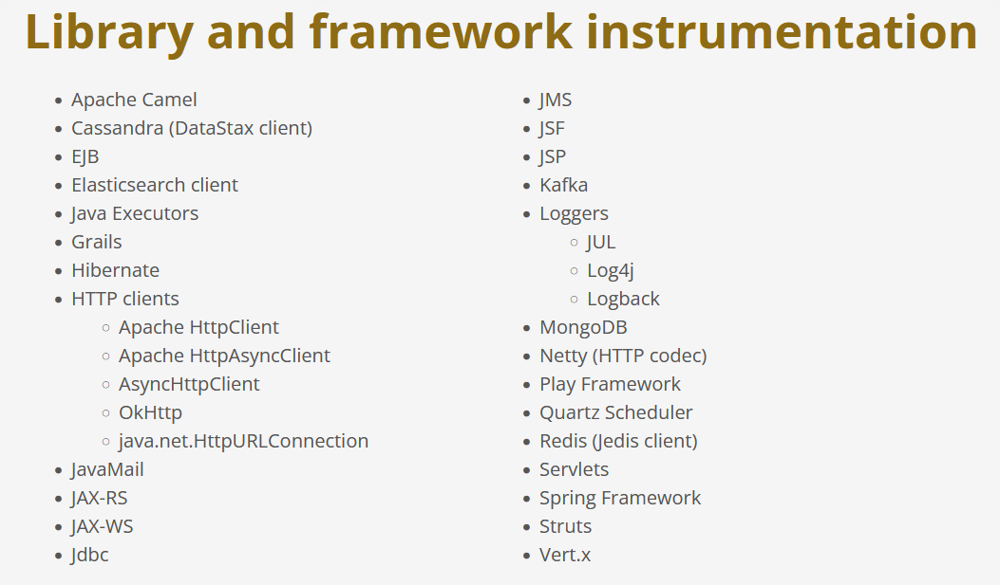 Library and framework instrumentation
Apache Camel
Cassandra (DataStax client)
EJB
Elasticsearch client
Java Executors
Grails
Hibernate
HTTP clients
Apache HttpClient
Apache HttpAsyncClient
AsyncHttpClient
OkHttp
java.net.HttpURLConnection
JavaMail
JAX-RS
JAX-WS
Jdbc
JMS
JSF
JSP
Kafka
Loggers
JUL
Log4j
Logback
MongoDB
Netty (HTTP codec)
Play Framework
Quartz Scheduler
Redis (Jedis client)
Servlets
Spring Framework
Struts
Vert.x